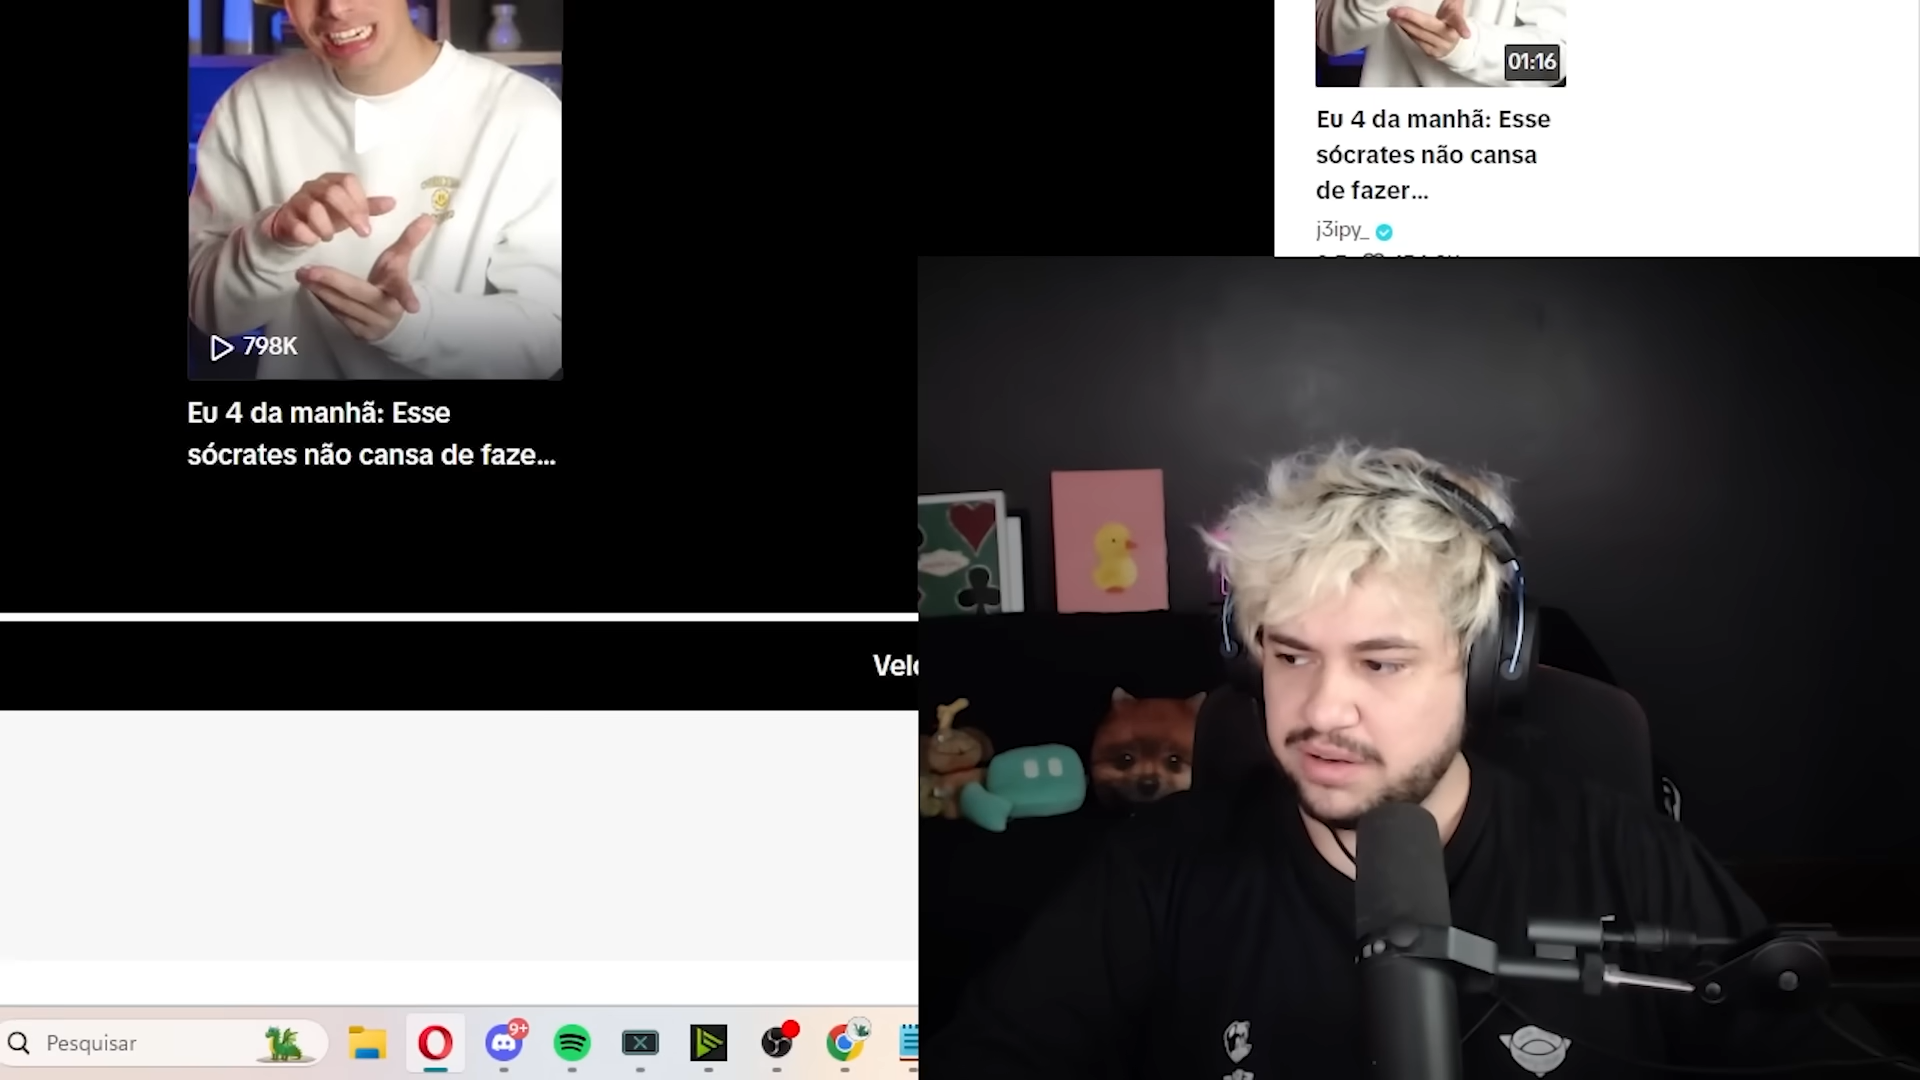 798K
Eu 4 da manhã: Esse
sócrates não cansa de faze...
01:16
Eu 4 da manhã: Esse
sócrates não cansa
de fazer...
j3ipy_
Pesquisar
9+